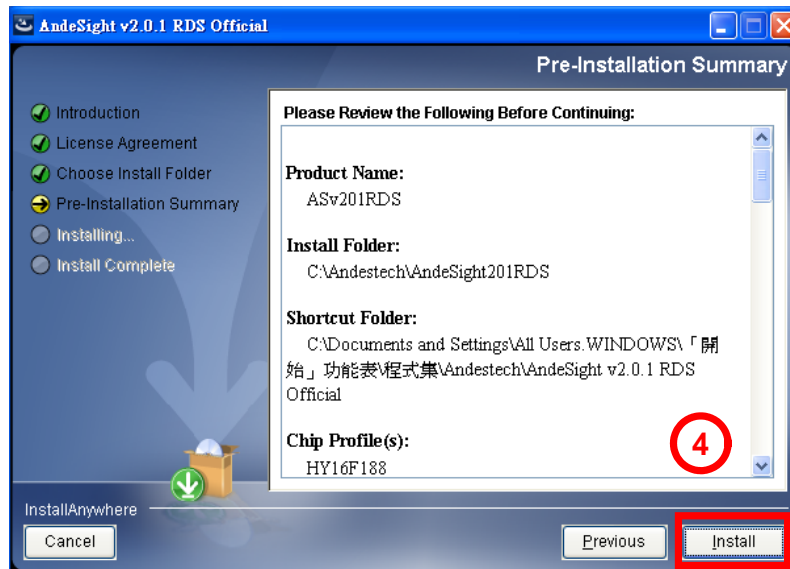 AndeSight v2.0.1 RDS Official
Pre-Installation Summary
Introduction
License Agreement
Choose Install Folder
Pre-Installation Summary
Installing...
Install Complete
Please Review the Following Before Continuing:
Product Name:
ASv201RDS
Install Folder:
C:\Andestech\AndeSight201RDS
Shortcut Folder:
C:\Documents and Settings\All Users.WINDOWS\「開
始」功能表\程式集\Andestech\AndeSight v2.0.1 RDS
Official
Chip Profile(s):
HY16F188
4
InstallAnywhere
Cancel
Previous
Install